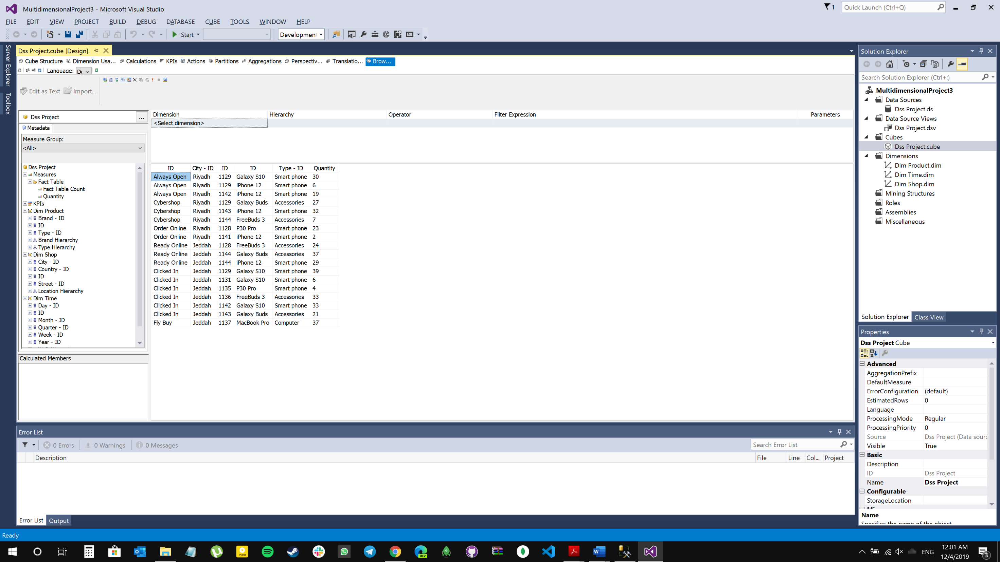 MultidimensionalProject3 - Microsoft Visual Studio
1
Quick Launch (Ctrl+Q)
FILE EDIT VIEW PROJECT BUILD DEBUG DATABASE CUBE TOOLS WINDOW HELP
Start Development
Server Explorer
Toolbox
Dss Project.cube [Design]
Cube Structure Dimension Usa... Calculations KPIs Actions Partitions Aggregations Perspectiv... Translatio... Brow...
Language: De
Edit as Text Import...
Dss Project ...
Metadata
Measure Group:
<All>
Dss Project
Measures
Fact Table
Fact Table Count
Quantity
KPIs
Dim Product
Brand - ID
ID
Type - ID
Brand Hierarchy
Type Hierarchy
Dim Shop
City - ID
Country - ID
ID
Street - ID
Location Hierarchy
Dim Time
Day - ID
ID
Month - ID
Quarter - ID
Week - ID
Year - ID
Calculated Members
Dimension Hierarchy Operator Filter Expression Parameters
<Select dimension>
ID City - ID ID ID Type - ID Quantity
Always Open Riyadh 1129 Galaxy S10 Smart phone 30
Always Open Riyadh 1129 iPhone 12 Smart phone 6
Always Open Riyadh 1142 iPhone 12 Smart phone 19
Cybershop Riyadh 1129 Galaxy Buds Accessories 27
Cybershop Riyadh 1143 iPhone 12 Smart phone 32
Cybershop Riyadh 1144 FreeBuds 3 Accessories 7
Order Online Riyadh 1128 P30 Pro Smart phone 23
Order Online Riyadh 1141 iPhone 12 Smart phone 2
Ready Online Jeddah 1128 FreeBuds 3 Accessories 24
Ready Online Jeddah 1144 Galaxy Buds Accessories 37
Ready Online Jeddah 1144 iPhone 12 Smart phone 29
Clicked In Jeddah 1129 Galaxy S10 Smart phone 39
Clicked In Jeddah 1131 Galaxy S10 Smart phone 6
Clicked In Jeddah 1135 P30 Pro Smart phone 4
Clicked In Jeddah 1136 FreeBuds 3 Accessories 33
Clicked In Jeddah 1142 Galaxy S10 Smart phone 33
Clicked In Jeddah 1143 Galaxy Buds Accessories 21
Fly Buy Jeddah 1137 MacBook Pro Computer 37
Error List
0 Errors 0 Warnings 0 Messages
Search Error List
Description File Line Col... Project
Error List Output
Solution Explorer
Search Solution Explorer (Ctrl+;)
MultidimensionalProject3
Data Sources
Dss Project.ds
Data Source Views
Dss Project.dsv
Cubes
Dss Project.cube
Dimensions
Dim Product.dim
Dim Time.dim
Dim Shop.dim
Mining Structures
Roles
Assemblies
Miscellaneous
Solution Explorer Class View
Properties
Dss Project Cube
Advanced
AggregationPrefix
DefaultMeasure
ErrorConfiguration (default)
EstimatedRows 0
Language
ProcessingMode Regular
ProcessingPriority 0
Source Dss Project (Data sourc
Visible True
Basic
Description
ID Dss Project
Name Dss Project
Configurable
StorageLocation
Name
Specifies the name of the object
Ready
Player
DEV
ENG
12:01 AM
12/4/2019
3